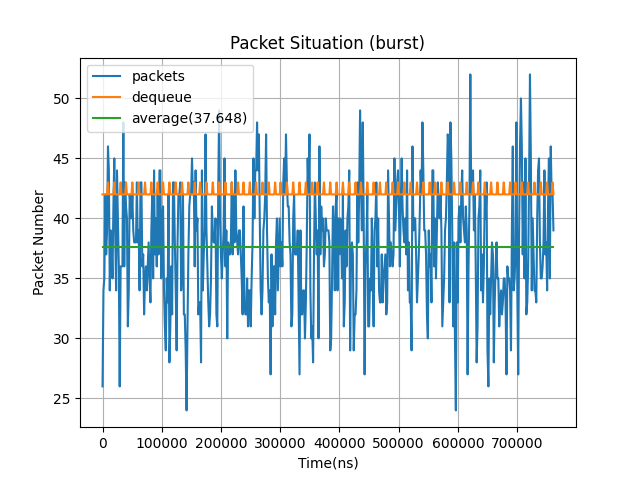 Packet Situation (burst)
packets
dequeue
average(37.648)
50
45
40
35
30
25
Packet Number
0 100000 200000 300000 400000 500000 600000 700000
Time(ns)